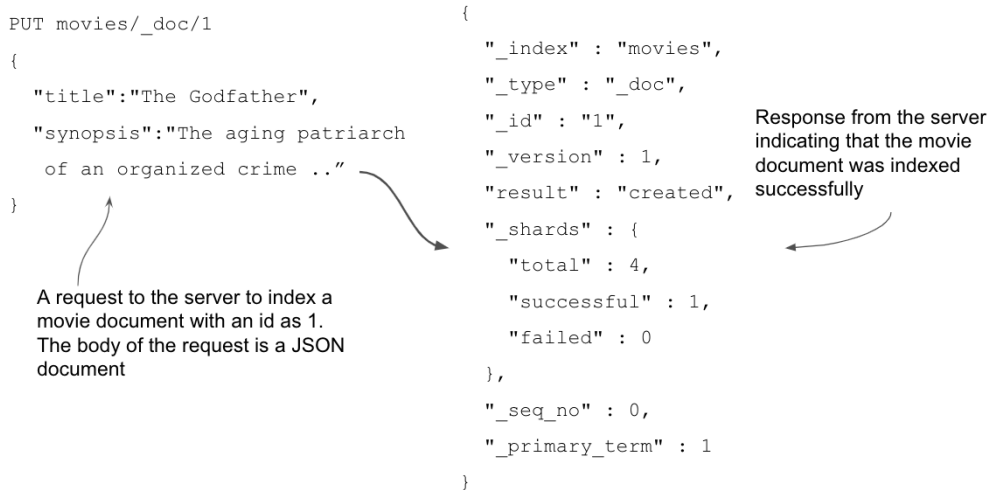 PUT movies/_doc/1
{
"title":"The Godfather",
"synopsis":"The aging patriarch
of an organized crime ..”
}
A request to the server to index a
movie document with an id as 1.
The body of the request is a JSON
document
{
"_index" : "movies",
"_type" : "_doc",
"_id" : "1",
"_version" : 1,
"result" : "created",
"_shards" : {
"total" : 4,
"successful" : 1,
"failed" : 0
},
"_seq_no" : 0,
"_primary_term" : 1
}
Response from the server
indicating that the movie
document was indexed
successfully